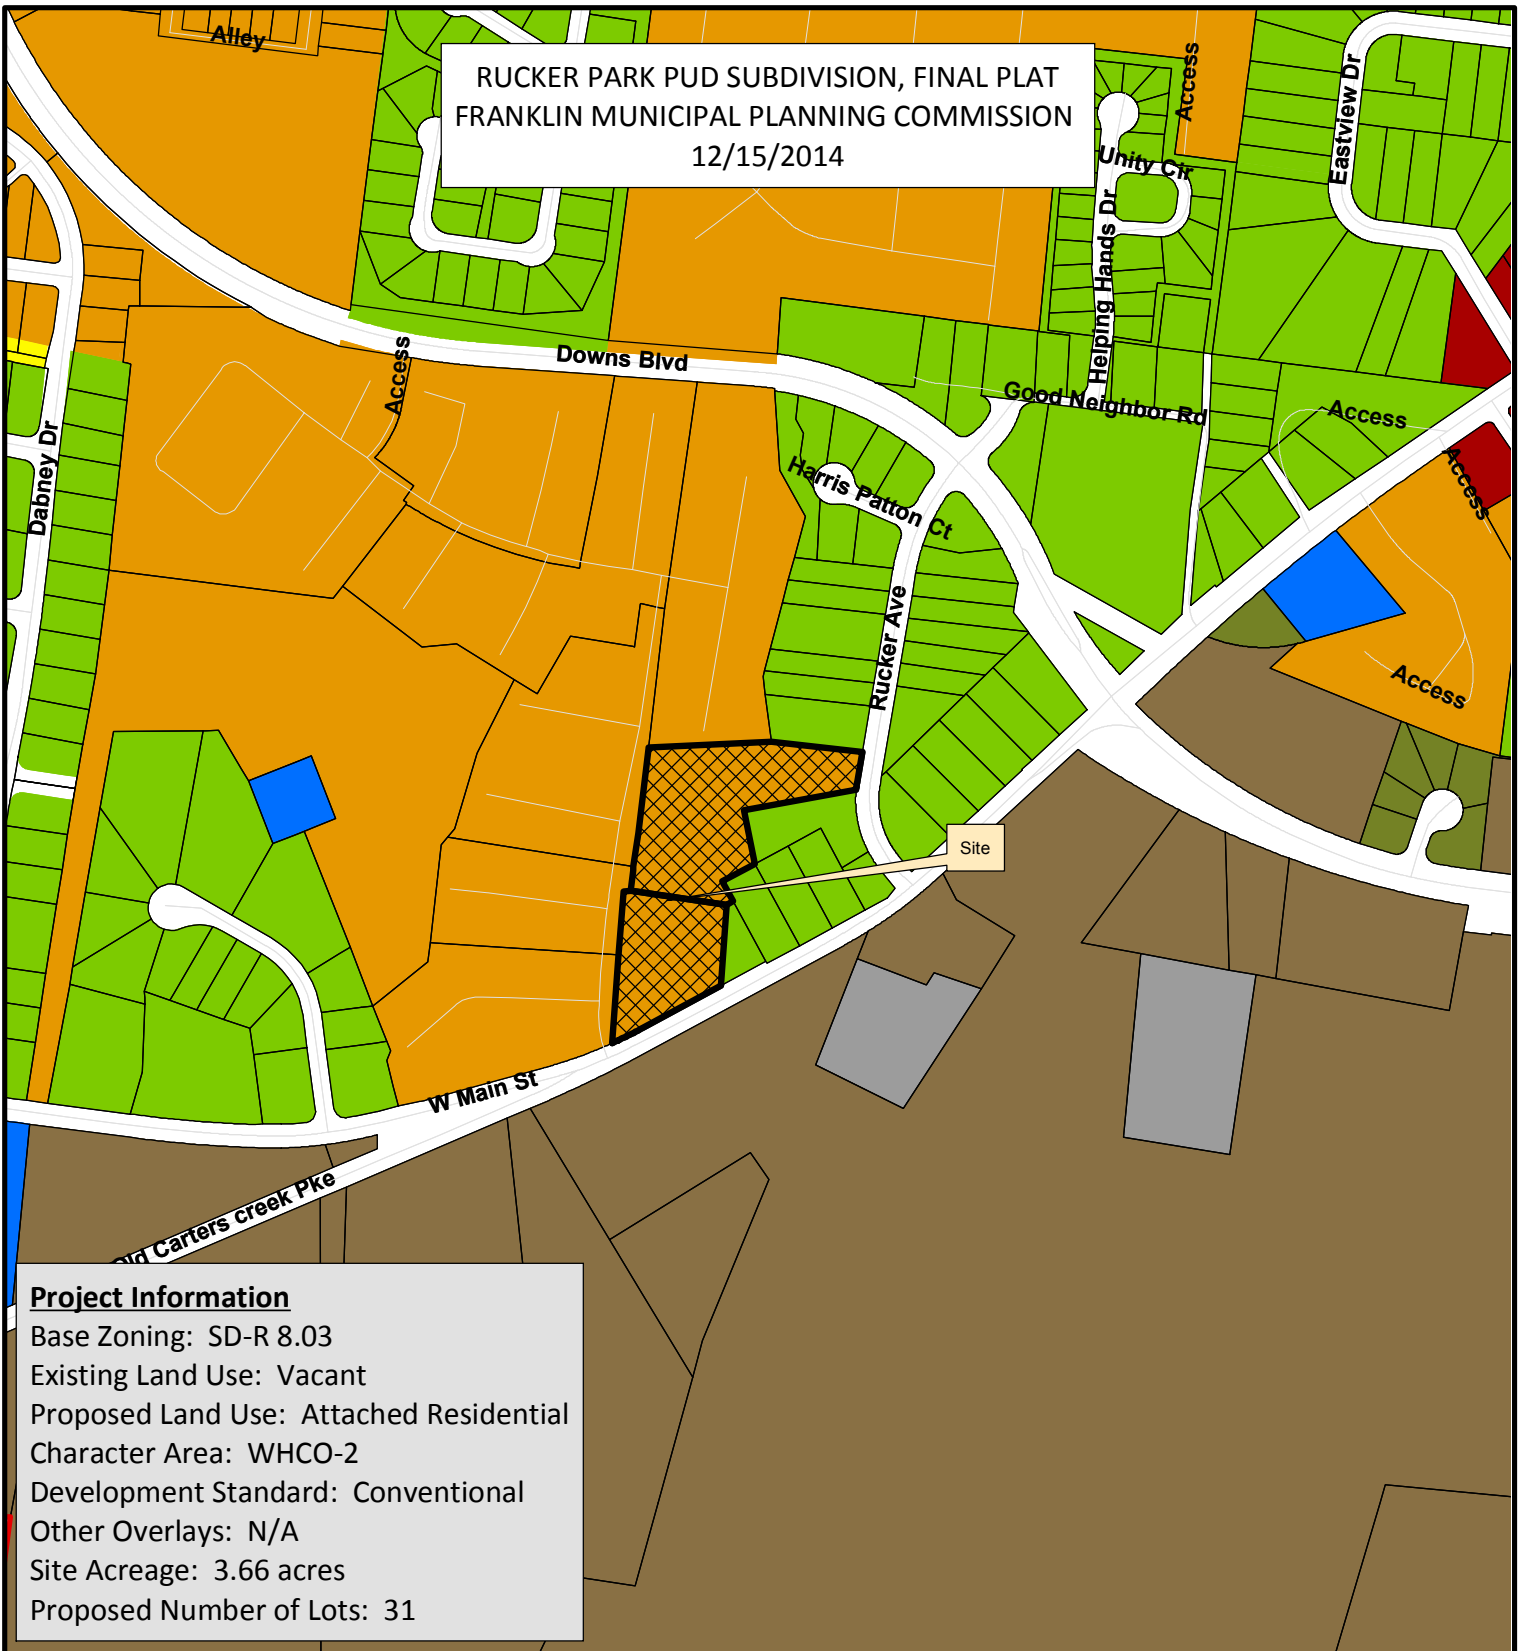 Alley
RUCKER PARK PUD SUBDIVISION, FINAL PLAT
FRANKLIN MUNICIPAL PLANNING COMMISSION
12/15/2014
Access
Eastview Dr
Unity Cir
Helping Hands Dr
Downs Blvd
Access
Good Neighbor Rd
Access
Access
Dabney Dr
Harris Patton Ct
Rucker Ave
Access
Site
W Main St
Old Carters creek Pke
Project Information
Base Zoning: SD-R 8.03
Existing Land Use: Vacant
Proposed Land Use: Attached Residential
Character Area: WHCO-2
Development Standard: Conventional
Other Overlays: N/A
Site Acreage: 3.66 acres
Proposed Number of Lots: 31